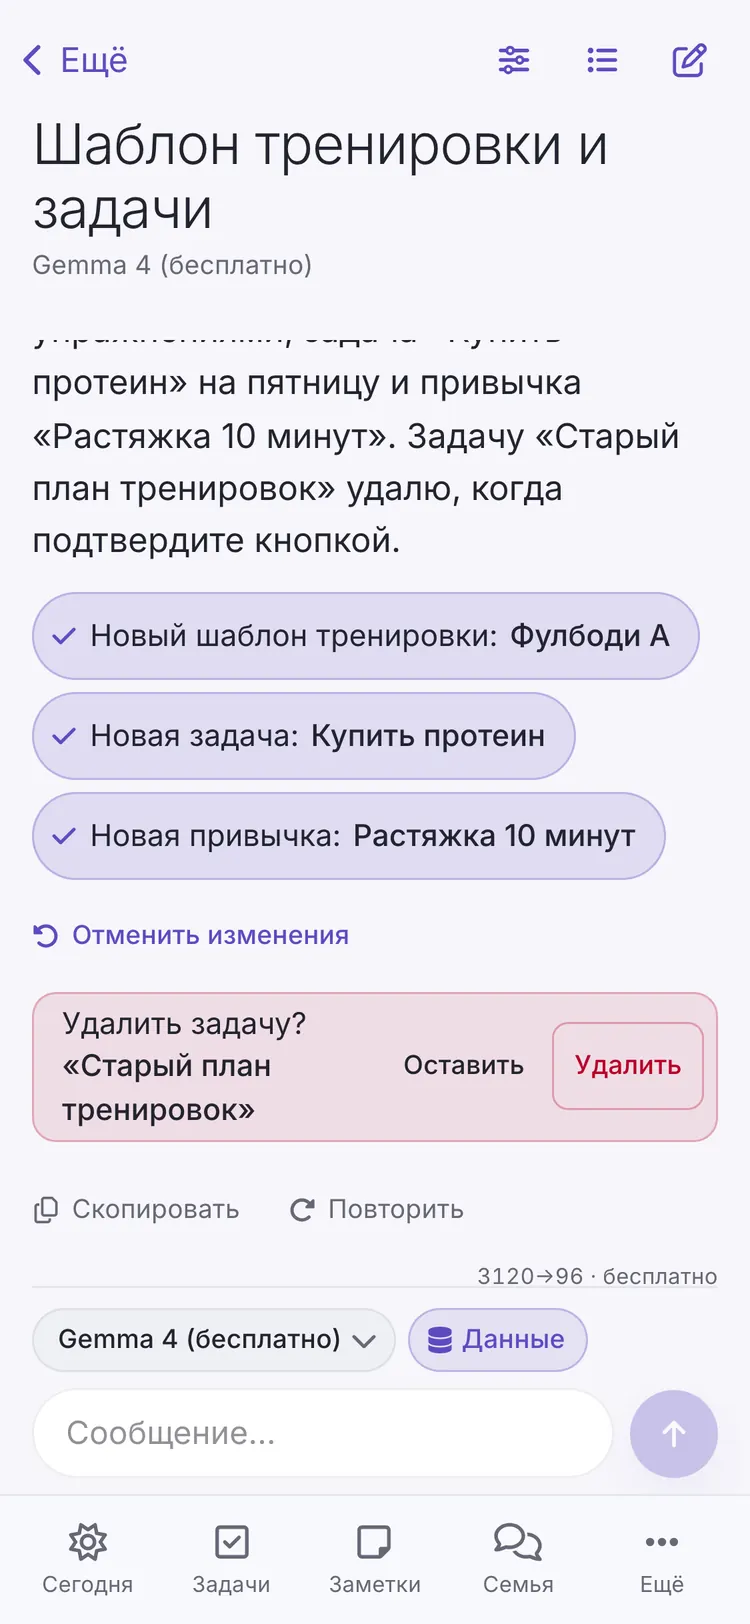 Ещё
Шаблон тренировки и
задачи
Gemma 4 (бесплатно)
упражнениями, задача «Купить
протеин» на пятницу и привычка
«Растяжка 10 минут». Задачу «Старый
план тренировок» удалю, когда
подтвердите кнопкой.
Новый шаблон тренировки: Фулбоди А
Новая задача: Купить протеин
Новая привычка: Растяжка 10 минут
Отменить изменения
Удалить задачу?
«Старый план
тренировок»
Оставить
Удалить
Скопировать
Повторить
3120→96 · бесплатно
Gemma 4 (бесплатно)
Данные
Сообщение...
Сегодня
Задачи
Заметки
Семья
Ещё